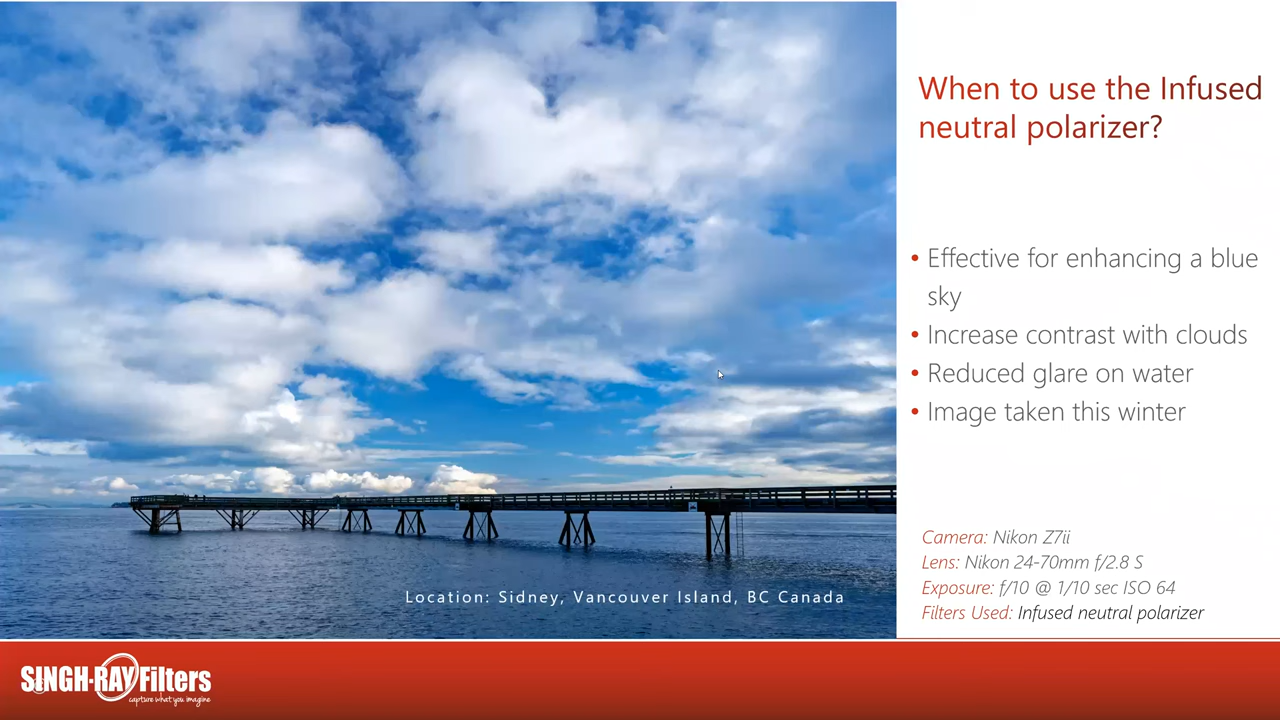 When to use the Infused
neutral polarizer?
• Effective for enhancing a blue
sky
• Increase contrast with clouds
• Reduced glare on water
• Image taken this winter
Camera: Nikon Z7ii
Lens: Nikon 24-70mm f/2.8 S
Exposure: f/10 @ 1/10 sec ISO 64
Filters Used: Infused neutral polarizer
Location: Sidney, Vancouver Island, BC Canada
SINGH-RAY Filters
capture what you imagine